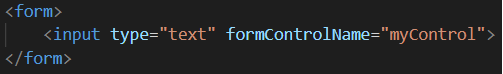 <form>
    <input type="text" formControlName="myControl">
</form>